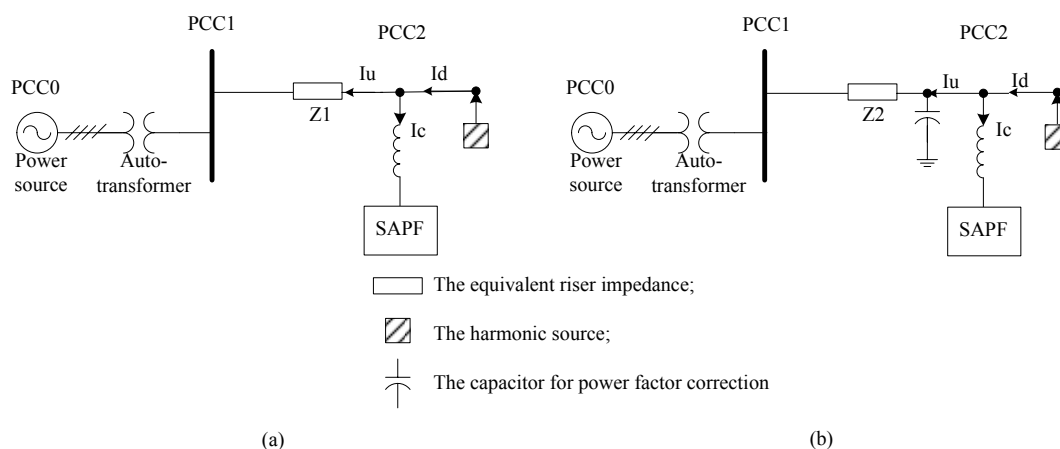 PCC0
Power
source
Auto-
transformer
PCC1
Z1
Iu
PCC2
Id
Ic
SAPF
PCC0
Power
source
Auto-
transformer
PCC1
Z2
Iu
PCC2
Id
Ic
SAPF
The equivalent riser impedance;
The harmonic source;
The capacitor for power factor correction
(a)
(b)